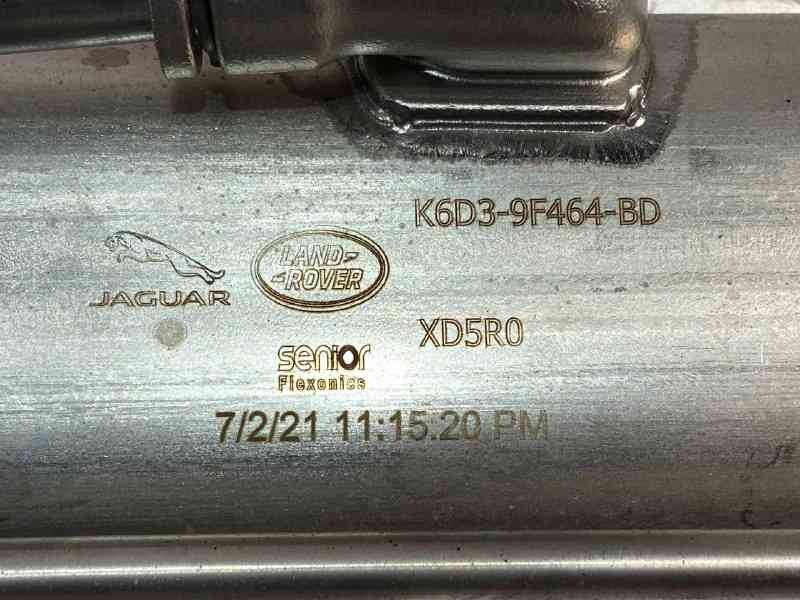 K6D3-9F464-BD
JAGUAR
LAND-
-ROVER
XD5R0
senior
Flexonics
7/2/21 11:15:20 PM